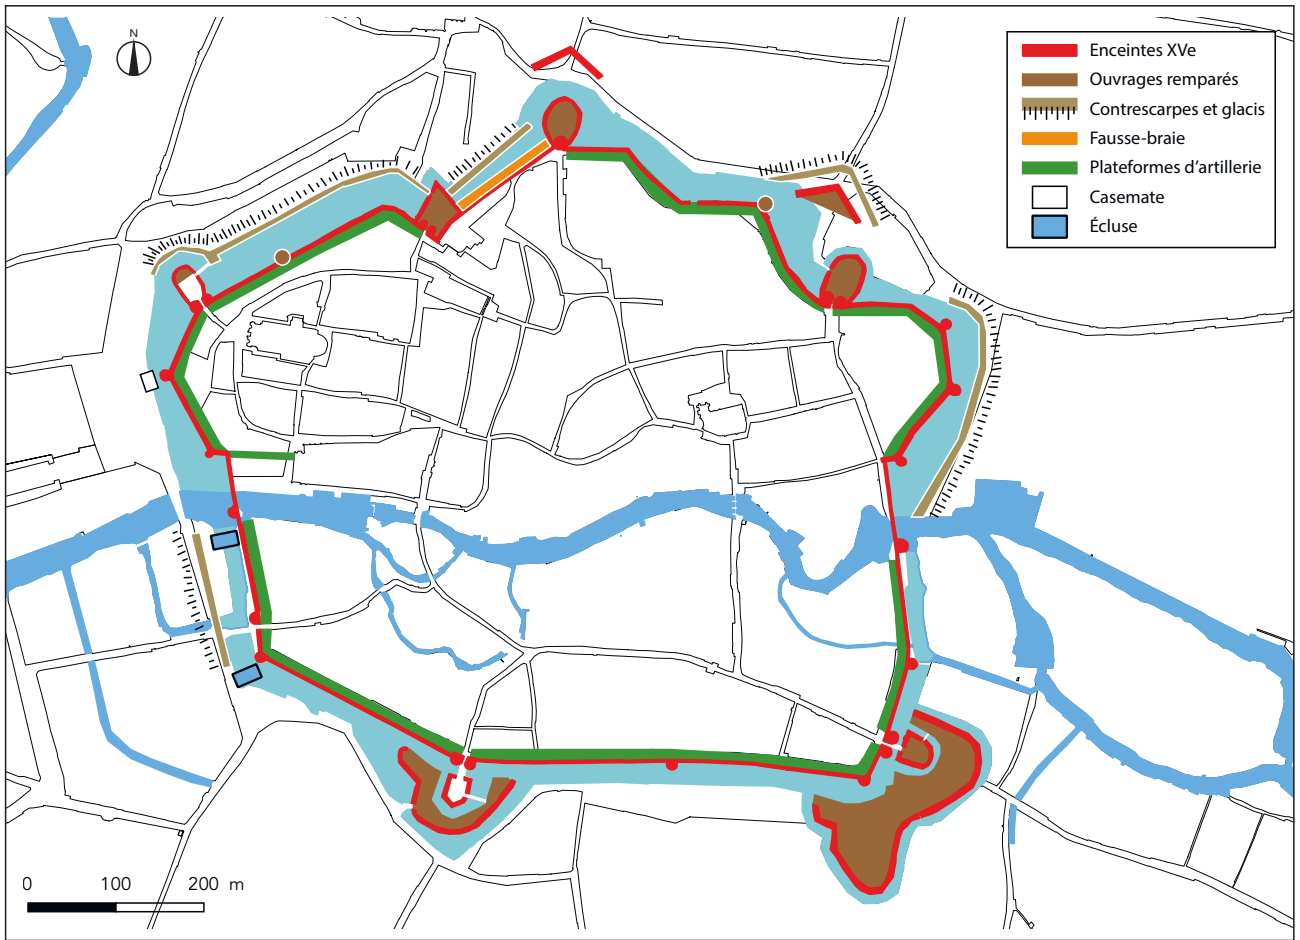 N
Enceintes XVe
Ouvrages remparés
Contrescarpes et glacis
Fausse-braie
Plateformes d'artillerie
Casemate
Écluse
0 100 200 m